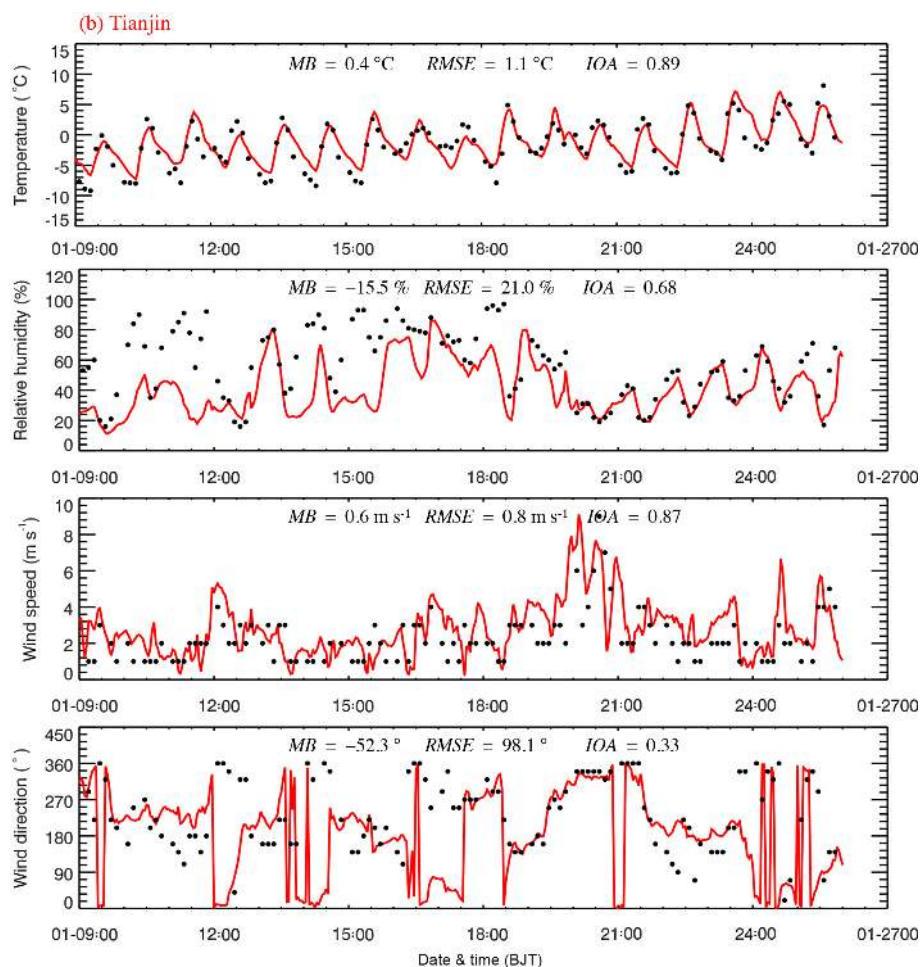 (b) Tianjin
15
10
5
0
-5
-10
-15
Temperature ( °C)
MB = 0.4 °C RMSE = 1.1 °C IOA = 0.89
01-09:00 12:00 15:00 18:00 21:00 24:00 01-2700
120
100
80
60
40
20
0
Relative humidity (%)
MB = −15.5 % RMSE = 21.0 % IOA = 0.68
01-09:00 12:00 15:00 18:00 21:00 24:00 01-2700
10
8
6
4
2
0
Wind speed (m s⁻¹)
MB = 0.6 m s⁻¹ RMSE = 0.8 m s⁻¹ IOA = 0.87
01-09:00 12:00 15:00 18:00 21:00 24:00 01-2700
450
360
270
180
90
0
Wind direction ( °)
MB = −52.3 ° RMSE = 98.1 ° IOA = 0.33
01-09:00 12:00 15:00 18:00 21:00 24:00 01-2700
Date & time (BJT)